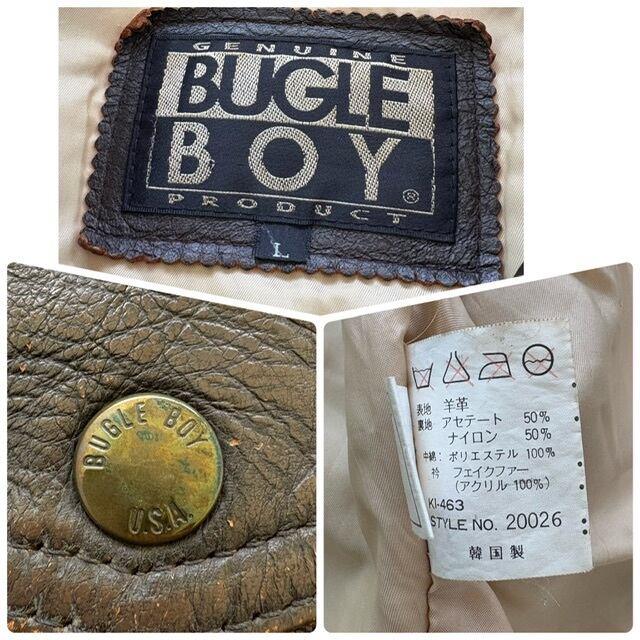 GENUINE
BUGLE
BOY®
PRODUCT
L
BUGLE BOY
U.S.A.
表地 羊革
裏地: アセテート 50%
ナイロン 50%
中綿: ポリエステル 100%
衿 フェイクファー
(アクリル 100%)
KI-463
STYLE NO. 20026
韓国製